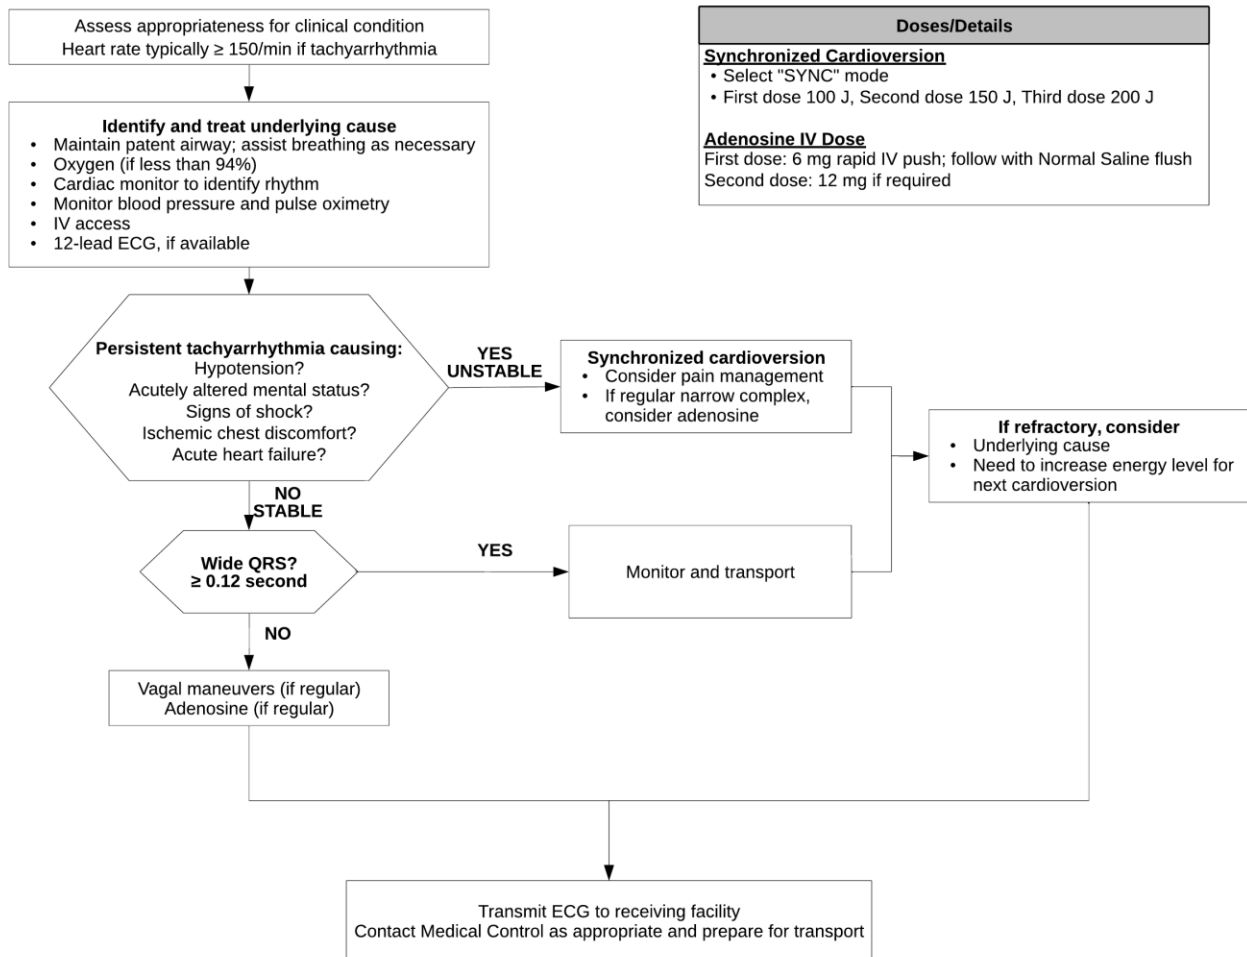 Assess appropriateness for clinical condition
Heart rate typically ≥ 150/min if tachyarrhythmia
Identify and treat underlying cause
• Maintain patent airway; assist breathing as necessary
• Oxygen (if less than 94%)
• Cardiac monitor to identify rhythm
• Monitor blood pressure and pulse oximetry
• IV access
• 12-lead ECG, if available
Doses/Details
Synchronized Cardioversion
• Select "SYNC" mode
• First dose 100 J, Second dose 150 J, Third dose 200 J
Adenosine IV Dose
First dose: 6 mg rapid IV push; follow with Normal Saline flush
Second dose: 12 mg if required
Persistent tachyarrhythmia causing:
Hypotension?
Acutely altered mental status?
Signs of shock?
Ischemic chest discomfort?
Acute heart failure?
YES
UNSTABLE
Synchronized cardioversion
• Consider pain management
• If regular narrow complex,
consider adenosine
If refractory, consider
• Underlying cause
• Need to increase energy level for
next cardioversion
NO
STABLE
Wide QRS?
≥ 0.12 second
YES
Monitor and transport
NO
Vagal maneuvers (if regular)
Adenosine (if regular)
Transmit ECG to receiving facility
Contact Medical Control as appropriate and prepare for transport